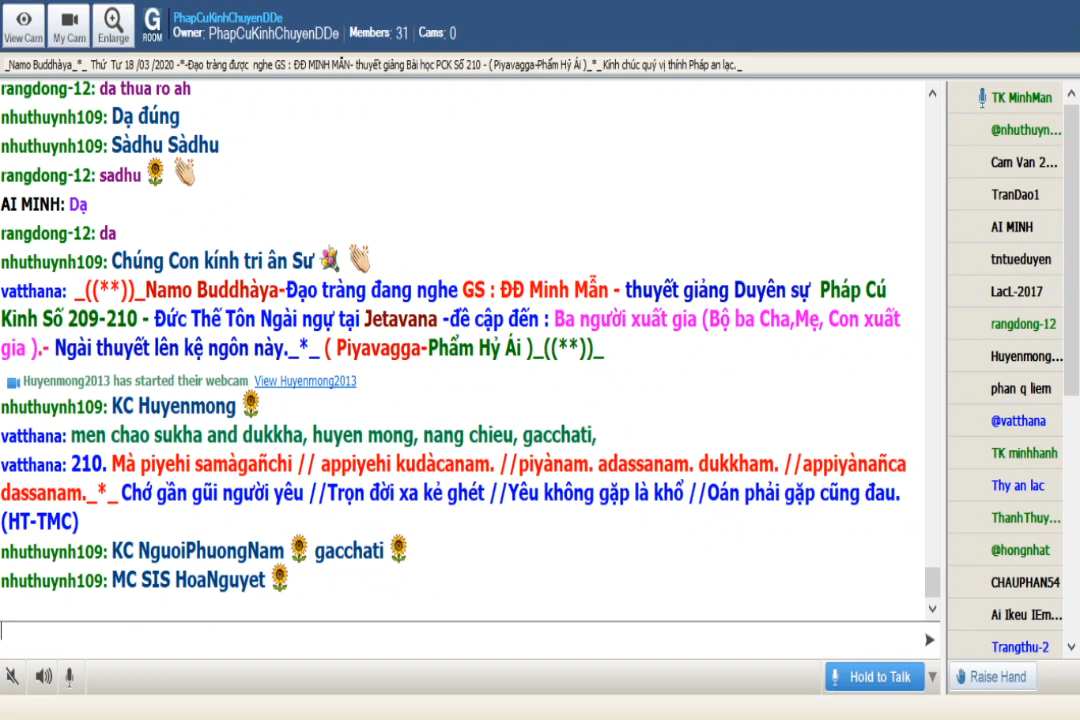 View Cam
My Cam
Enlarge
G
ROOM
PhapCuKinhChuyenDDe
Owner: PhapCuKinhChuyenDDe | Members: 31 | Cams: 0
_Namo Buddhàya_*_ Thứ Tư 18 /03 /2020 -*-Đạo tràng được nghe GS : ĐĐ MINH MẪN- thuyết giảng Bài học PCK Số 210 - ( Piyavagga-Phẩm Hỷ Ái )_*_Kính chúc quý vị thính Pháp an lạc._
rangdong-12: da thua ro ah
nhuthuynh109: Dạ đúng
nhuthuynh109: Sàdhu Sàdhu
rangdong-12: sadhu
AI MINH: Dạ
rangdong-12: da
nhuthuynh109: Chúng Con kính tri ân Sư
vatthana: _((**))_Namo Buddhàya-Đạo tràng đang nghe GS : ĐĐ Minh Mẫn - thuyết giảng Duyên sự Pháp Cú
Kinh Số 209-210 - Đức Thế Tôn Ngài ngự tại Jetavana -đề cập đến : Ba người xuất gia (Bộ ba Cha,Mẹ, Con xuất
gia ).- Ngài thuyết lên kệ ngôn này._*_ ( Piyavagga-Phẩm Hỷ Ái )_((**))_
Huyenmong2013 has started their webcam View Huyenmong2013
nhuthuynh109: KC Huyenmong
vatthana: men chao sukha and dukkha, huyen mong, nang chieu, gacchati,
vatthana: 210. Mà piyehi samàgañchi // appiyehi kudàcanam. //piyànam. adassanam. dukkham. //appiyànañca
dassanam._*_ Chớ gần gũi người yêu //Trọn đời xa kẻ ghét //Yêu không gặp là khổ //Oán phải gặp cũng đau.
(HT-TMC)
nhuthuynh109: KC NguoiPhuongNam gacchati
nhuthuynh109: MC SIS HoaNguyet
TK MinhMan
@nhuthuyn...
Cam Van 2...
TranDao1
AI MINH
tntueduyen
LacL-2017
rangdong-12
Huyenmong...
phan q liem
@vatthana
TK minhhanh
Thy an lac
ThanhThuy...
@hongnhat
CHAUPHAN54
Ai Ikeu IEm...
Trangthu-2
Hold to Talk
Raise Hand